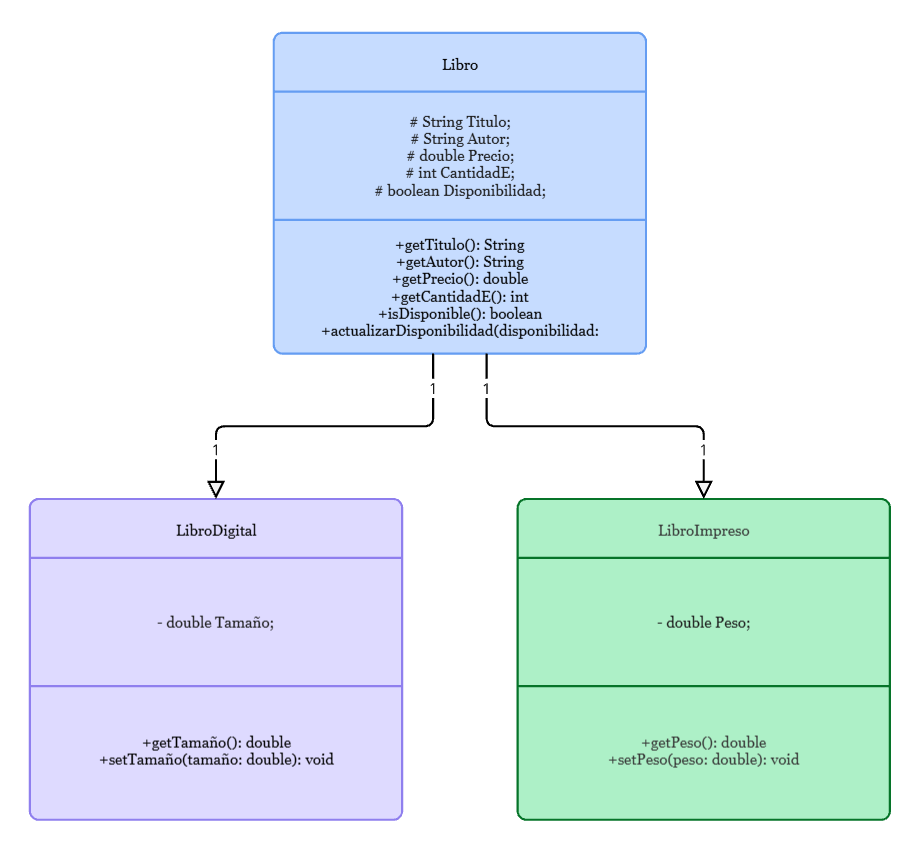 Libro
# String Titulo;
# String Autor;
# double Precio;
# int CantidadE;
# boolean Disponibilidad;
+getTitulo(): String
+getAutor(): String
+getPrecio(): double
+getCantidadE(): int
+isDisponible(): boolean
+actualizarDisponibilidad(disponibilidad:
1
1
1
1
LibroDigital
- double Tamaño;
+getTamaño(): double
+setTamaño(tamaño: double): void
LibroImpreso
- double Peso;
+getPeso(): double
+setPeso(peso: double): void